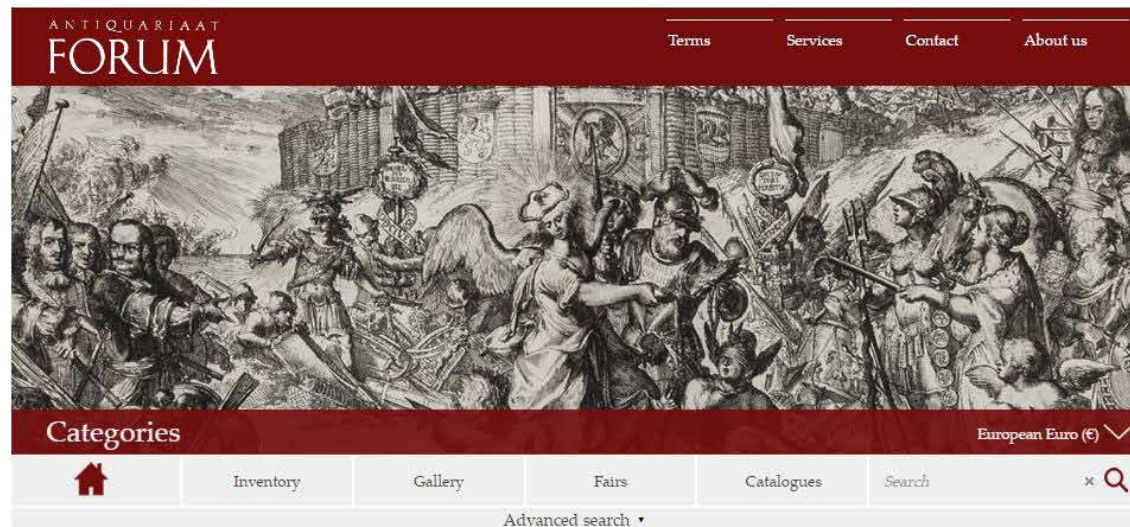 ANTIQUARIAAT
FORUM
Terms Services Contact About us
Categories
European Euro (€)
Inventory Gallery Fairs Catalogues Search ×
Advanced search ▾